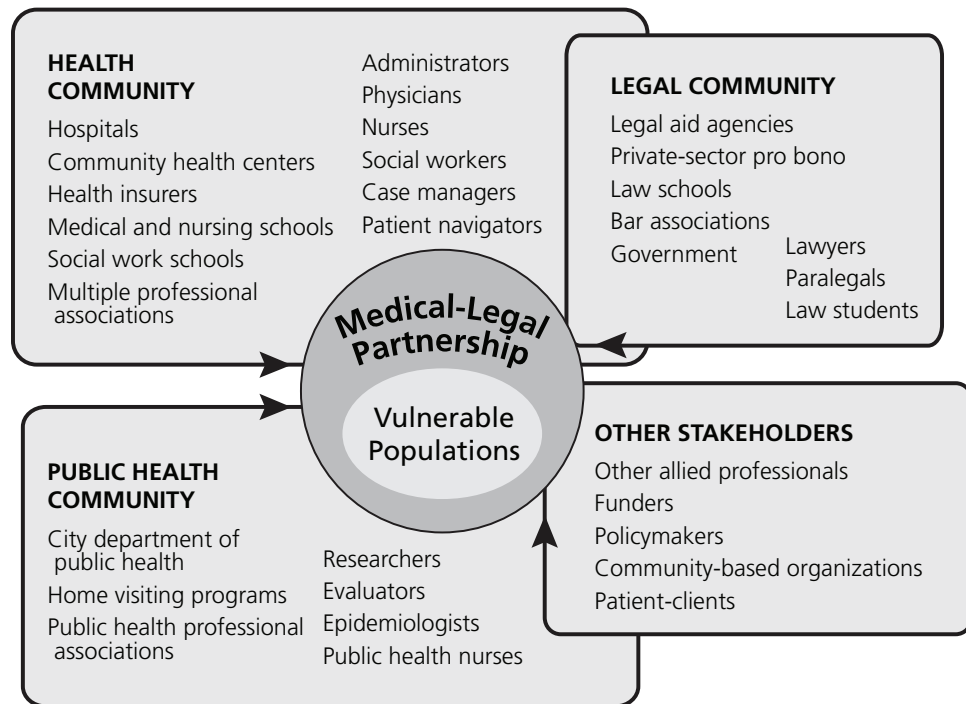 HEALTH
COMMUNITY
Hospitals
Community health centers
Health insurers
Medical and nursing schools
Social work schools
Multiple professional
associations
Administrators
Physicians
Nurses
Social workers
Case managers
Patient navigators
LEGAL COMMUNITY
Legal aid agencies
Private-sector pro bono
Law schools
Bar associations
Government
Lawyers
Paralegals
Law students
Medical-Legal
Partnership
Vulnerable
Populations
PUBLIC HEALTH
COMMUNITY
City department of
public health
Home visiting programs
Public health professional
associations
Researchers
Evaluators
Epidemiologists
Public health nurses
OTHER STAKEHOLDERS
Other allied professionals
Funders
Policymakers
Community-based organizations
Patient-clients